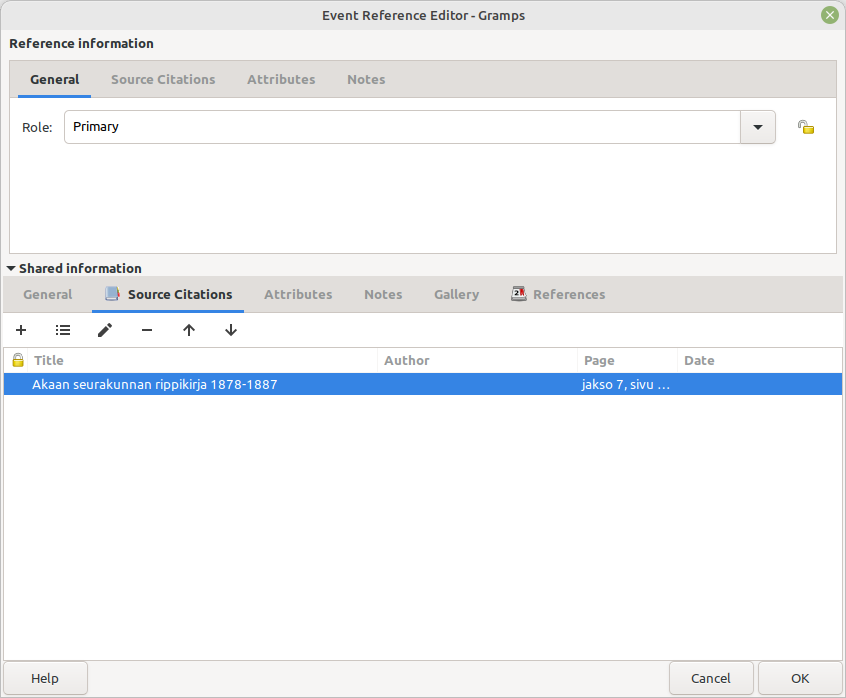 Event Reference Editor - Gramps
Reference information
General Source Citations Attributes Notes
Role: Primary
Shared information
General Source Citations Attributes Notes Gallery References
Title Author Page Date
Akaan seurakunnan rippikirja 1878-1887 jakso 7, sivu …
Help Cancel OK